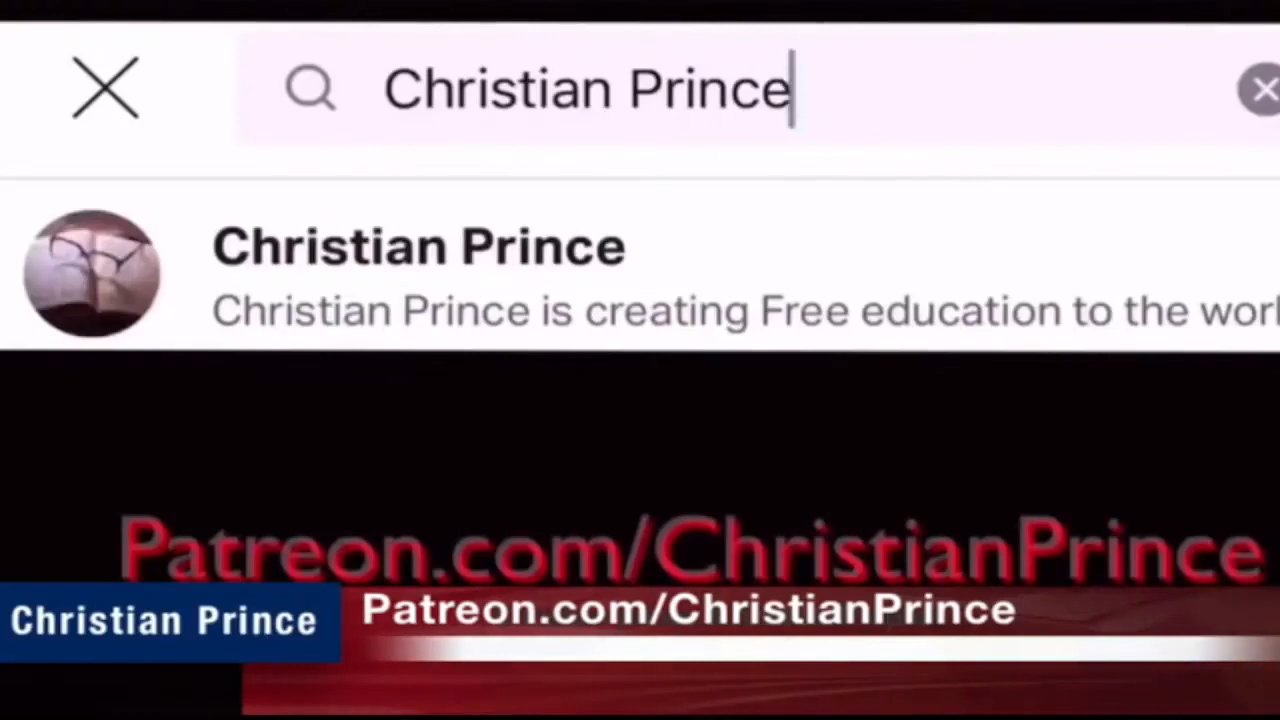 Christian Prince
Christian Prince
Christian Prince is creating Free education to the worl
Patreon.com/ChristianPrince
Christian Prince
Patreon.com/ChristianPrince